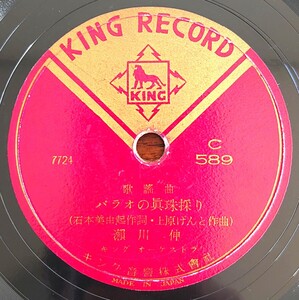 KING RECORD
KING
7724
C
589
歌謡曲
パラオの眞珠採り
(石本美由起作詞・上原げんと作曲)
瀬川伸
キングオーケストラ
キング音響株式會社
MADE IN JAPAN